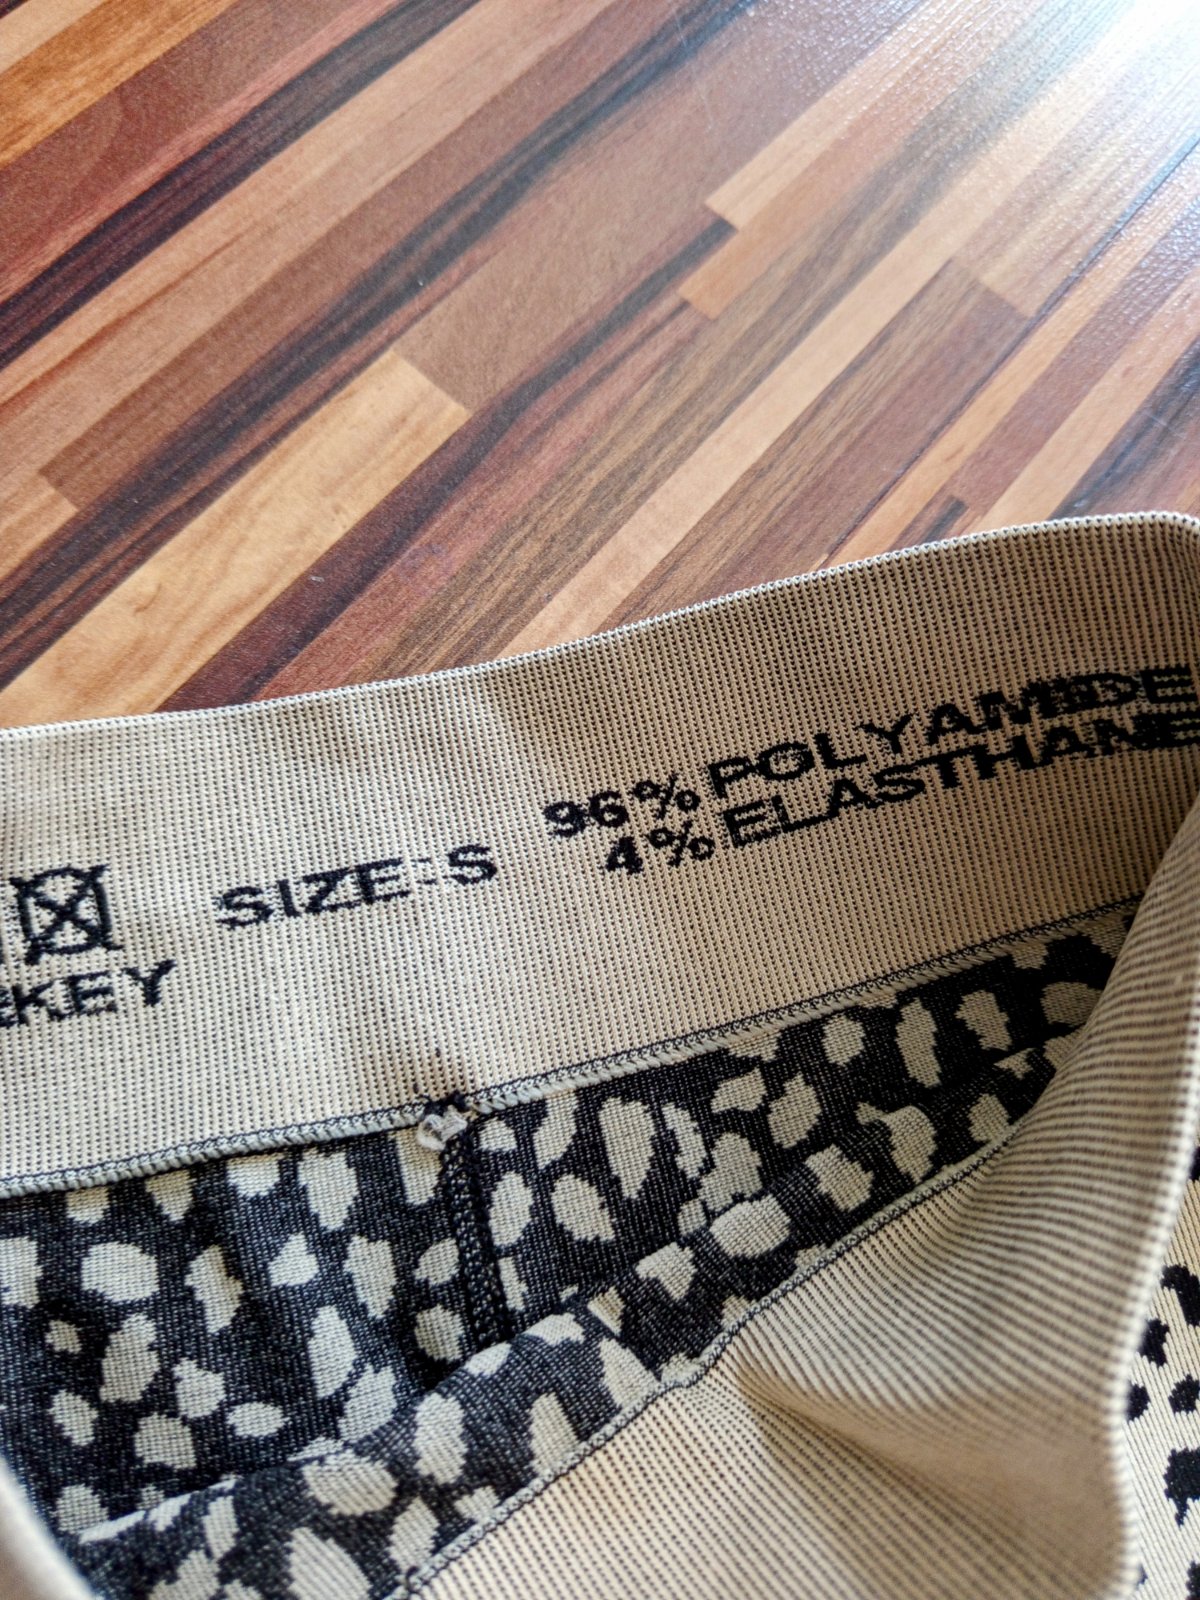 SIZE:S
96% POLYAMIDE
4% ELASTHANE